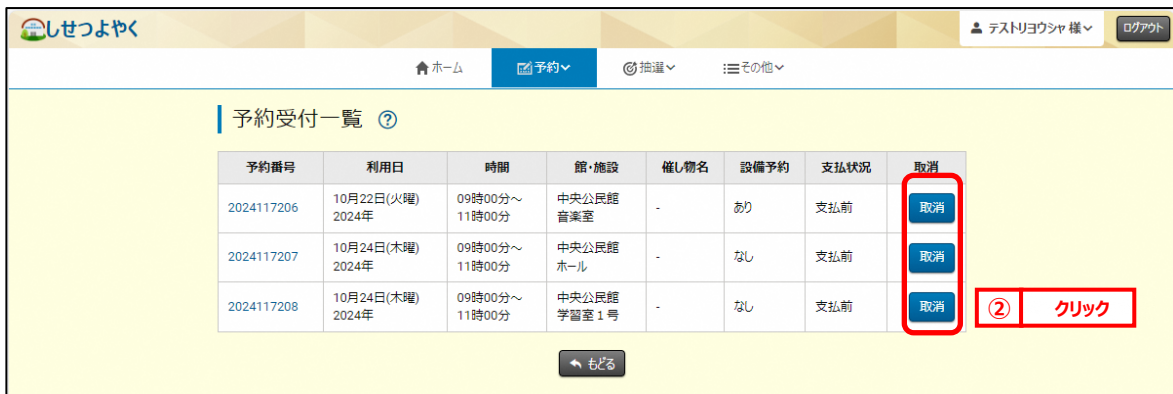 しせつよやく
テストリヨウシャ 様
ログアウト
ホーム 予約 抽選 その他
予約受付一覧 ?
予約番号 利用日 時間 館・施設 催し物名 設備予約 支払状況 取消
2024117206 10月22日(火曜) 09時00分～ 中央公民館 - あり 支払前 取消
2024年 11時00分 音楽室
2024117207 10月24日(木曜) 09時00分～ 中央公民館 - なし 支払前 取消
2024年 11時00分 ホール
2024117208 10月24日(木曜) 09時00分～ 中央公民館 - なし 支払前 取消
2024年 11時00分 学習室１号
② クリック
もどる